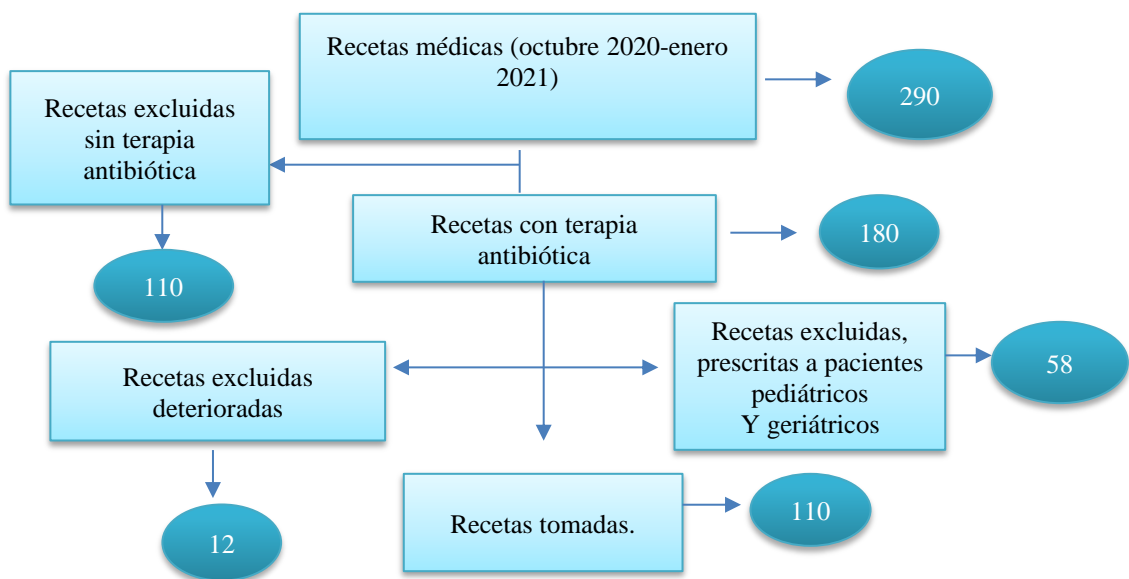 Recetas médicas (octubre 2020-enero
2021)
290
Recetas excluidas
sin terapia
antibiótica
110
Recetas con terapia
antibiótica
180
Recetas excluidas
deterioradas
12
Recetas excluidas,
prescritas a pacientes
pediátricos
Y geriátricos
58
Recetas tomadas.
110